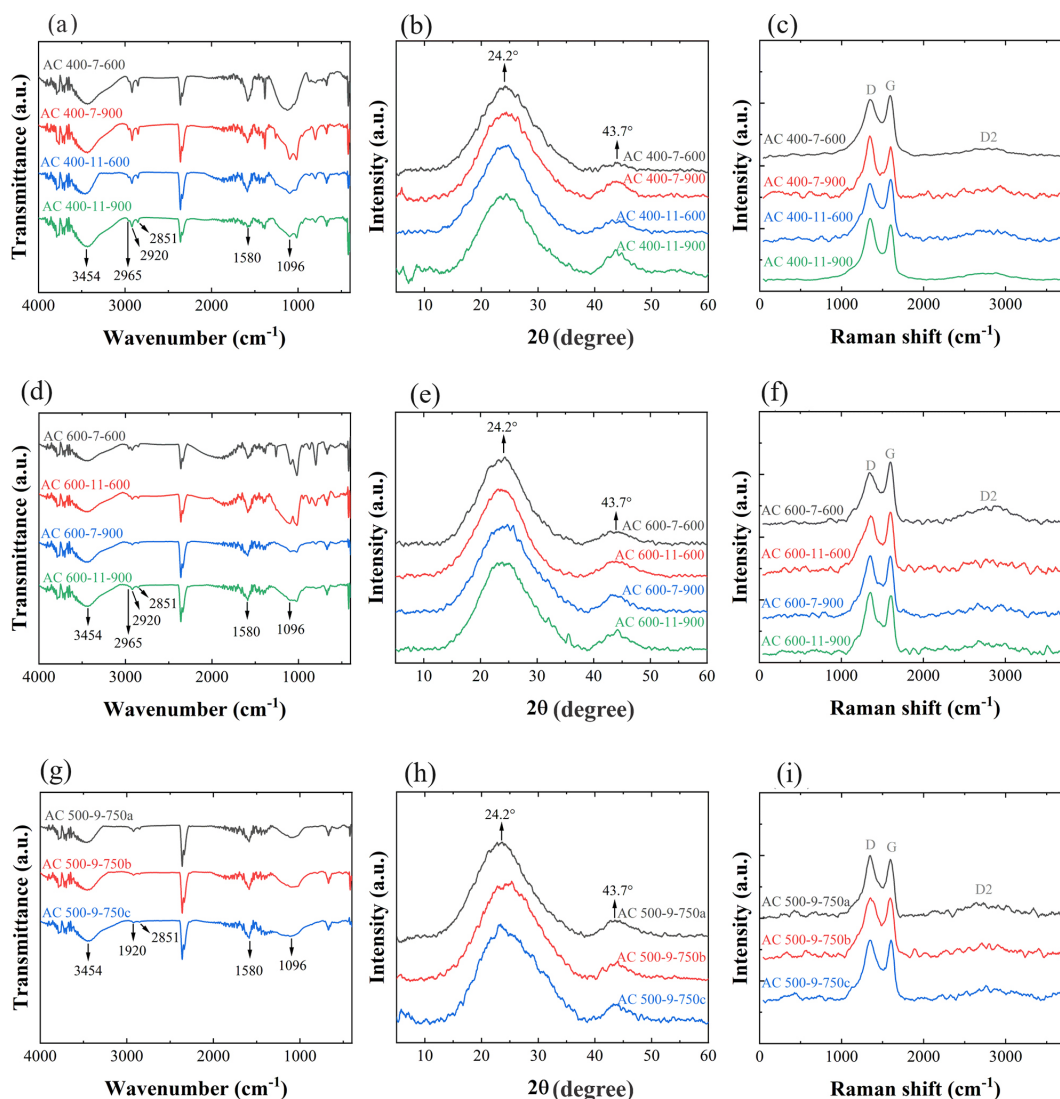 (a)
Transmittance (a.u.)
AC 400-7-600
AC 400-7-900
AC 400-11-600
AC 400-11-900
3454
2965
2920
2851
1580
1096
4000 3000 2000 1000
Wavenumber (cm⁻¹)
(b)
Intensity (a.u.)
24.2°
43.7°
AC 400-7-600
AC 400-7-900
AC 400-11-600
AC 400-11-900
10 20 30 40 50 60
2θ (degree)
(c)
Intensity (a.u.)
D G
D2
AC 400-7-600
AC 400-7-900
AC 400-11-600
AC 400-11-900
0 1000 2000 3000
Raman shift (cm⁻¹)
(d)
Transmittance (a.u.)
AC 600-7-600
AC 600-11-600
AC 600-7-900
AC 600-11-900
3454
2965
2920
2851
1580
1096
4000 3000 2000 1000
Wavenumber (cm⁻¹)
(e)
Intensity (a.u.)
24.2°
43.7°
AC 600-7-600
AC 600-11-600
AC 600-7-900
AC 600-11-900
10 20 30 40 50 60
2θ (degree)
(f)
Intensity (a.u.)
D G
D2
AC 600-7-600
AC 600-11-600
AC 600-7-900
AC 600-11-900
0 1000 2000 3000
Raman shift (cm⁻¹)
(g)
Transmittance (a.u.)
AC 500-9-750a
AC 500-9-750b
AC 500-9-750c
3454
1920
2851
1580
1096
4000 3000 2000 1000
Wavenumber (cm⁻¹)
(h)
Intensity (a.u.)
24.2°
43.7°
AC 500-9-750a
AC 500-9-750b
AC 500-9-750c
10 20 30 40 50 60
2θ (degree)
(i)
Intensity (a.u.)
D G
D2
AC 500-9-750a
AC 500-9-750b
AC 500-9-750c
0 1000 2000 3000
Raman shift (cm⁻¹)